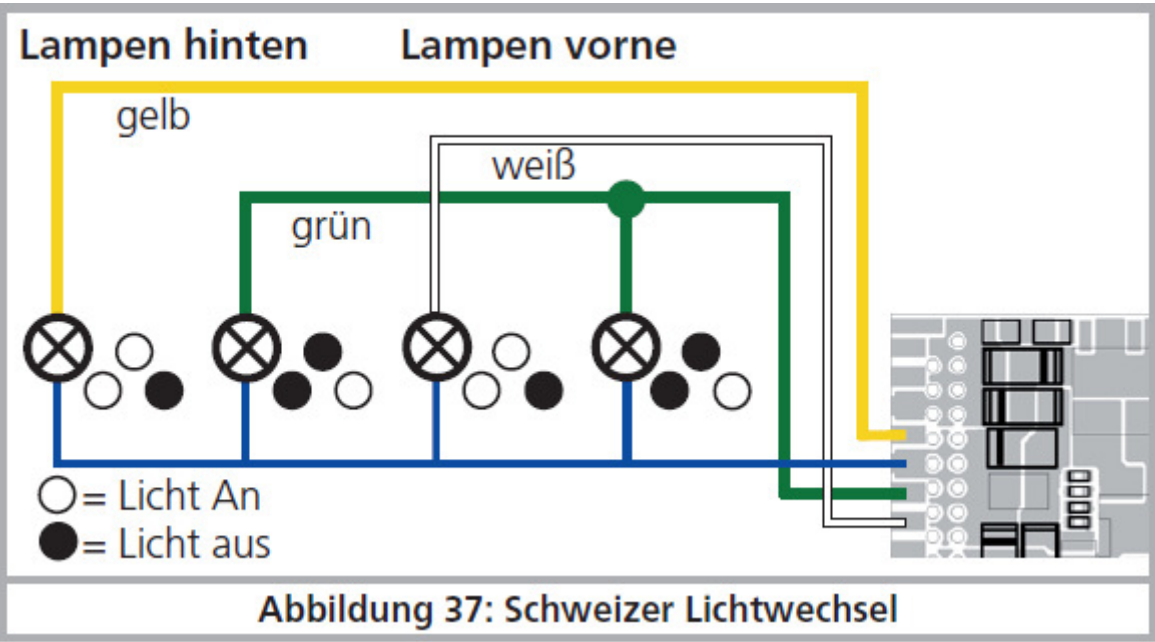 Lampen hinten Lampen vorne
gelb
weiß
grün
= Licht An
= Licht aus
Abbildung 37: Schweizer Lichtwechsel